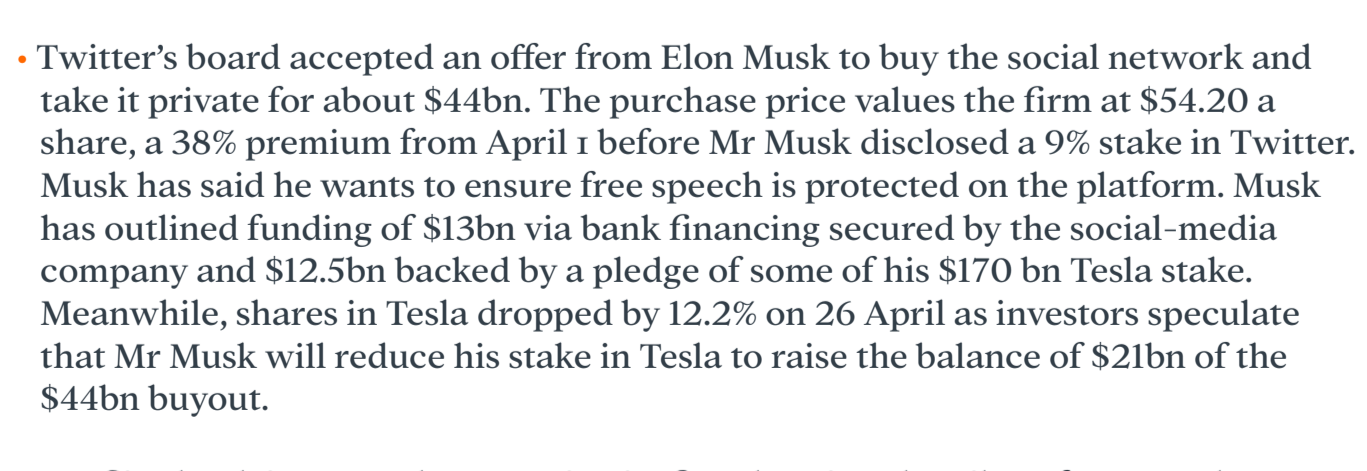 • Twitter’s board accepted an offer from Elon Musk to buy the social network and
take it private for about $44bn. The purchase price values the firm at $54.20 a
share, a 38% premium from April 1 before Mr Musk disclosed a 9% stake in Twitter.
Musk has said he wants to ensure free speech is protected on the platform. Musk
has outlined funding of $13bn via bank financing secured by the social-media
company and $12.5bn backed by a pledge of some of his $170 bn Tesla stake.
Meanwhile, shares in Tesla dropped by 12.2% on 26 April as investors speculate
that Mr Musk will reduce his stake in Tesla to raise the balance of $21bn of the
$44bn buyout.